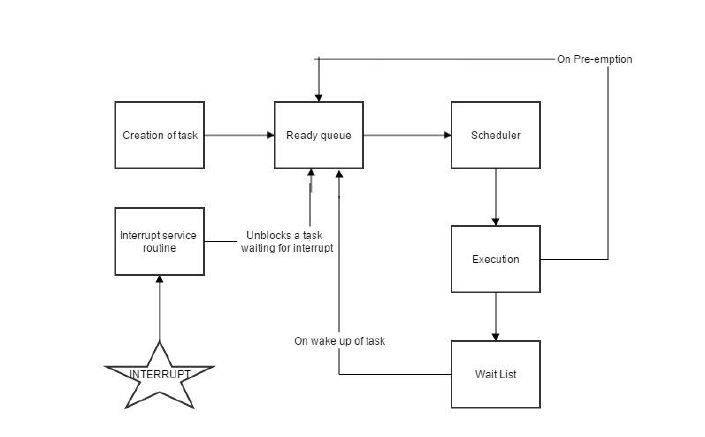 On Pre-emption
Creation of task
Ready queue
Scheduler
Interrupt service
routine
Unblocks a task
waiting for interrupt
Execution
On wake up of task
INTERRUPT
Wait List